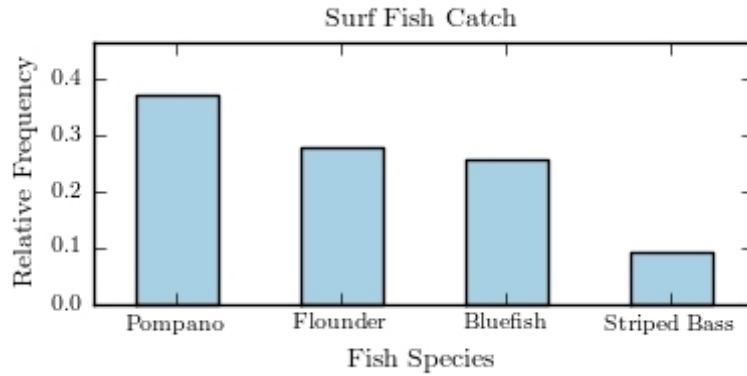 Surf Fish Catch
Relative Frequency
0.4
0.3
0.2
0.1
0.0
Pompano Flounder Bluefish Striped Bass
Fish Species